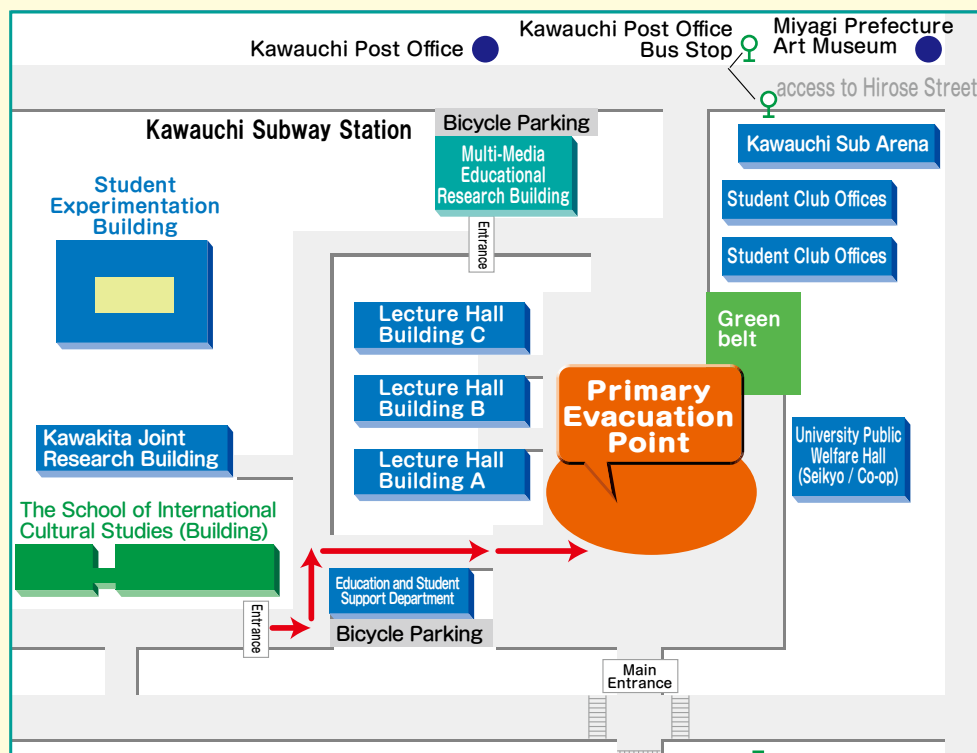 Kawauchi Post Office
Kawauchi Post Office
Bus Stop
Miyagi Prefecture
Art Museum
access to Hirose Street
Kawauchi Subway Station
Bicycle Parking
Multi-Media
Educational
Research Building
Entrance
Kawauchi Sub Arena
Student Club Offices
Student Club Offices
Student
Experimentation
Building
Lecture Hall
Building C
Lecture Hall
Building B
Lecture Hall
Building A
Green
belt
Primary
Evacuation
Point
University Public
Welfare Hall
(Seikyo / Co-op)
Kawakita Joint
Research Building
The School of International
Cultural Studies (Building)
Entrance
Education and Student
Support Department
Bicycle Parking
Main
Entrance